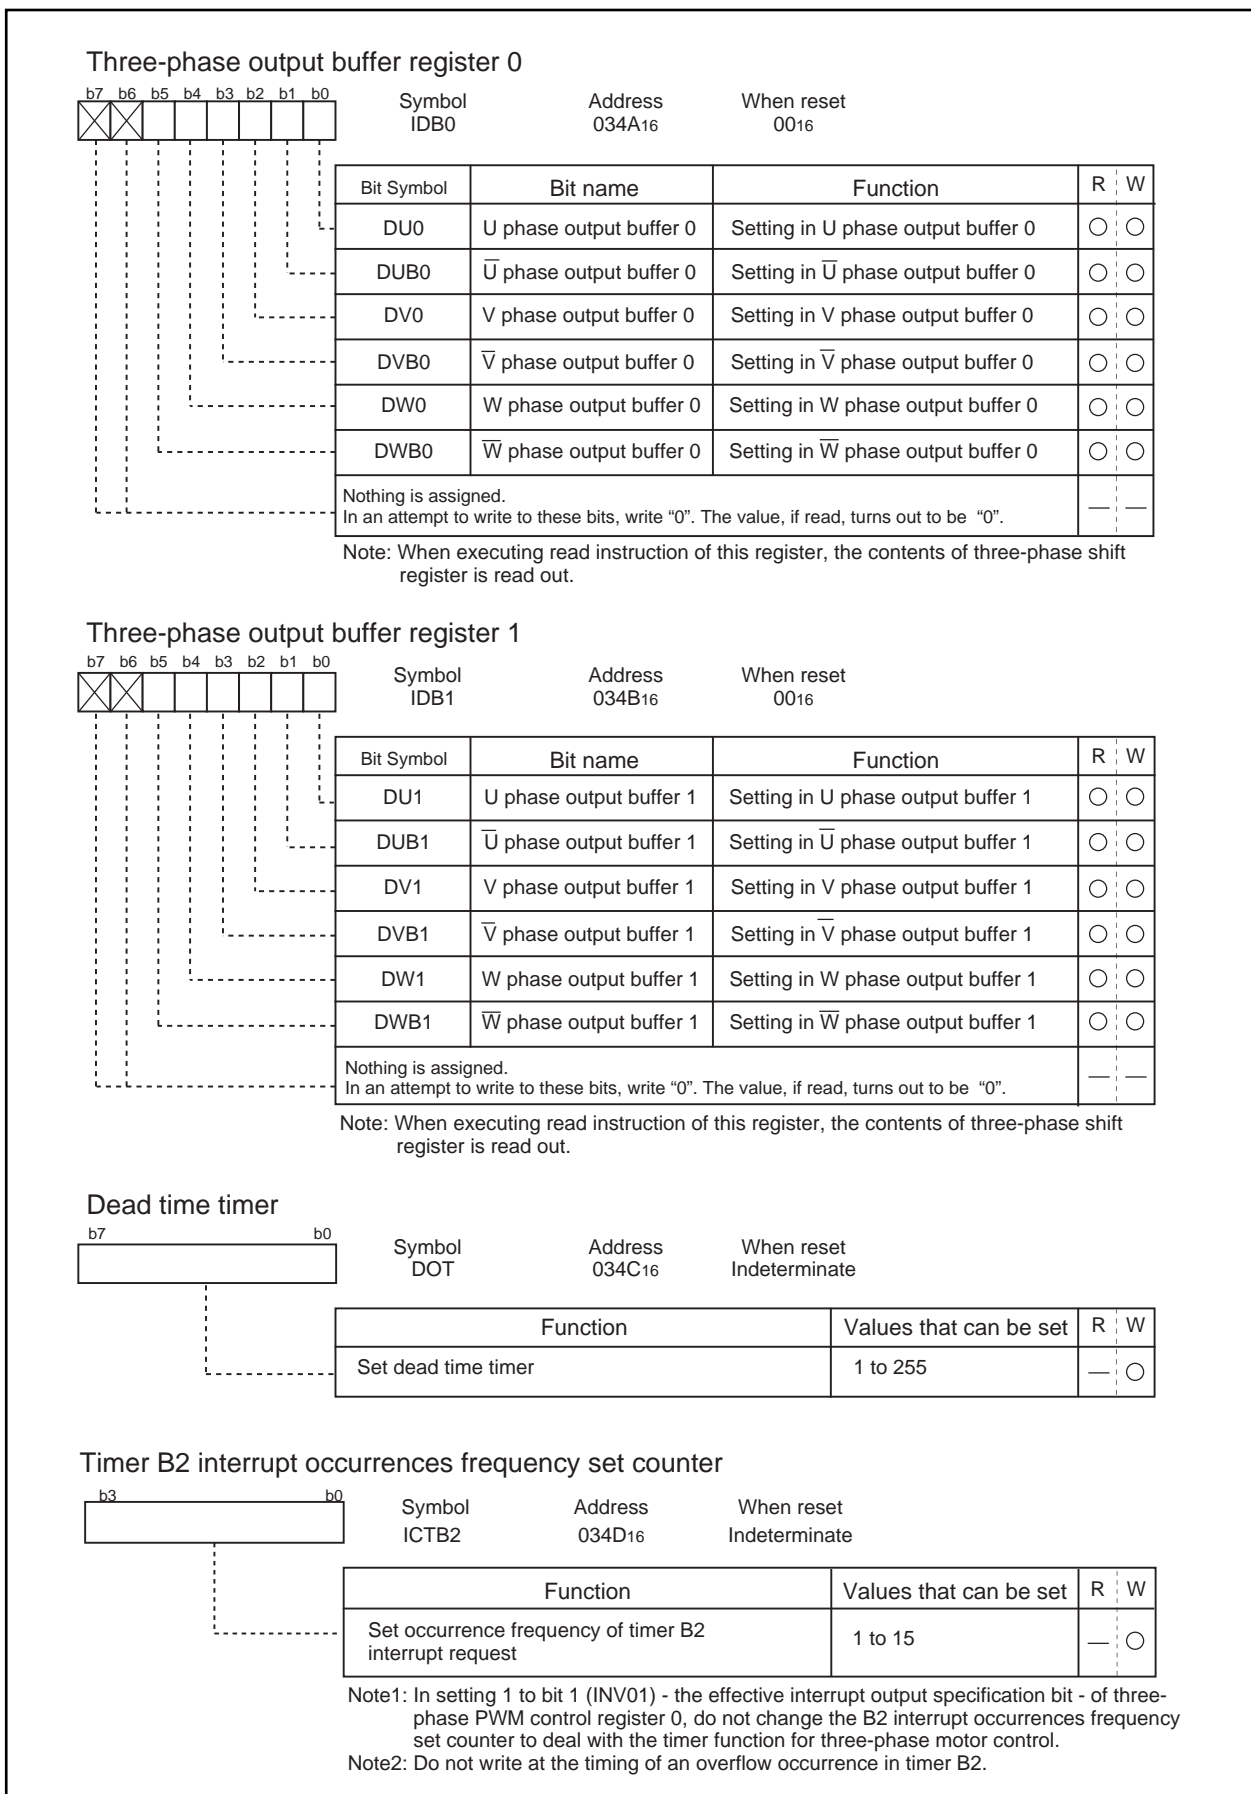 Three-phase output buffer register 0
b7 b6 b5 b4 b3 b2 b1 b0
Symbol Address When reset
IDB0 034A16 0016
Bit Symbol Bit name Function R W
DU0 U phase output buffer 0 Setting in U phase output buffer 0
DUB0 U̅ phase output buffer 0 Setting in U̅ phase output buffer 0
DV0 V phase output buffer 0 Setting in V phase output buffer 0
DVB0 V̅ phase output buffer 0 Setting in V̅ phase output buffer 0
DW0 W phase output buffer 0 Setting in W phase output buffer 0
DWB0 W̅ phase output buffer 0 Setting in W̅ phase output buffer 0
Nothing is assigned.
In an attempt to write to these bits, write “0”. The value, if read, turns out to be “0”. — —
Note: When executing read instruction of this register, the contents of three-phase shift
register is read out.
Three-phase output buffer register 1
b7 b6 b5 b4 b3 b2 b1 b0
Symbol Address When reset
IDB1 034B16 0016
Bit Symbol Bit name Function R W
DU1 U phase output buffer 1 Setting in U phase output buffer 1
DUB1 U̅ phase output buffer 1 Setting in U̅ phase output buffer 1
DV1 V phase output buffer 1 Setting in V phase output buffer 1
DVB1 V̅ phase output buffer 1 Setting in V̅ phase output buffer 1
DW1 W phase output buffer 1 Setting in W phase output buffer 1
DWB1 W̅ phase output buffer 1 Setting in W̅ phase output buffer 1
Nothing is assigned.
In an attempt to write to these bits, write “0”. The value, if read, turns out to be “0”. — —
Note: When executing read instruction of this register, the contents of three-phase shift
register is read out.
Dead time timer
b7 b0
Symbol Address When reset
DOT 034C16 Indeterminate
Function Values that can be set R W
Set dead time timer 1 to 255 —
Timer B2 interrupt occurrences frequency set counter
b3 b0
Symbol Address When reset
ICTB2 034D16 Indeterminate
Function Values that can be set R W
Set occurrence frequency of timer B2
interrupt request 1 to 15 —
Note1: In setting 1 to bit 1 (INV01) - the effective interrupt output specification bit - of three-
phase PWM control register 0, do not change the B2 interrupt occurrences frequency
set counter to deal with the timer function for three-phase motor control.
Note2: Do not write at the timing of an overflow occurrence in timer B2.